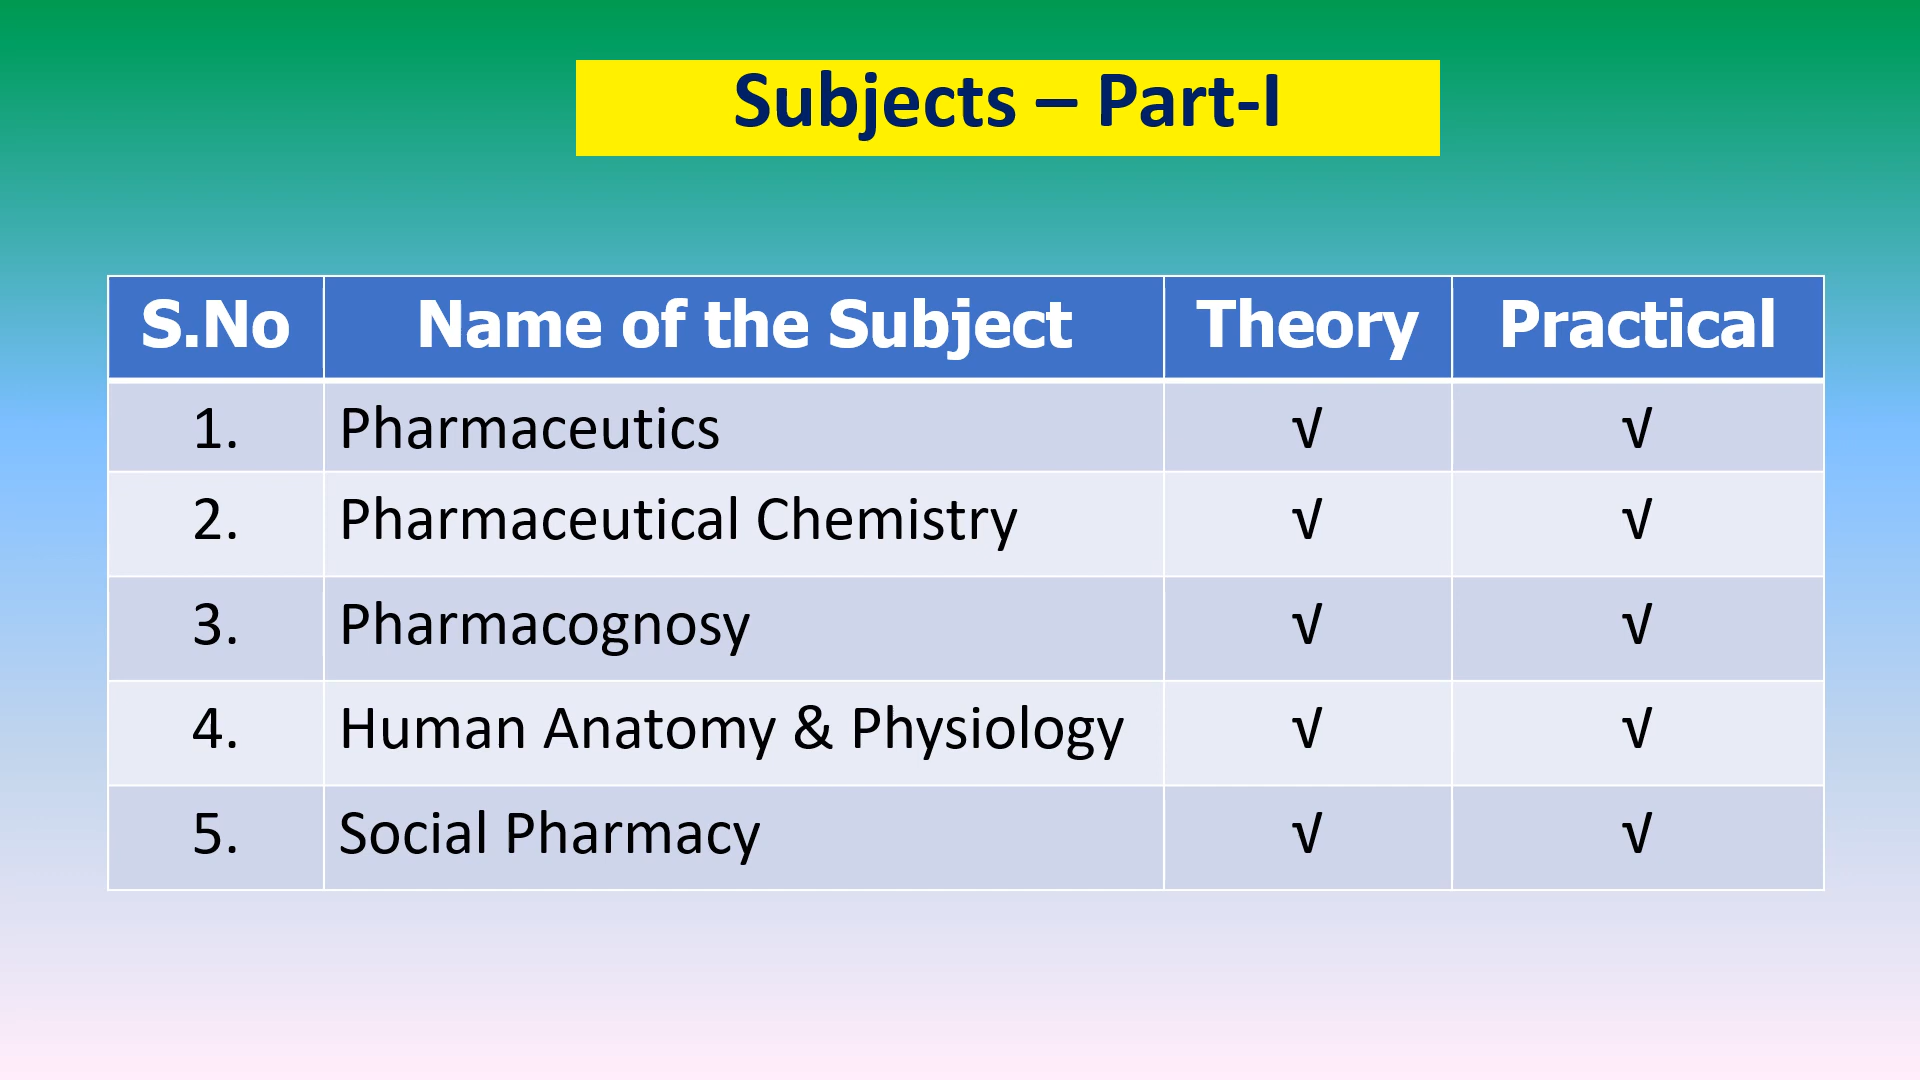 Subjects – Part-I
S.No Name of the Subject Theory Practical
1. Pharmaceutics √ √
2. Pharmaceutical Chemistry √ √
3. Pharmacognosy √ √
4. Human Anatomy & Physiology √ √
5. Social Pharmacy √ √